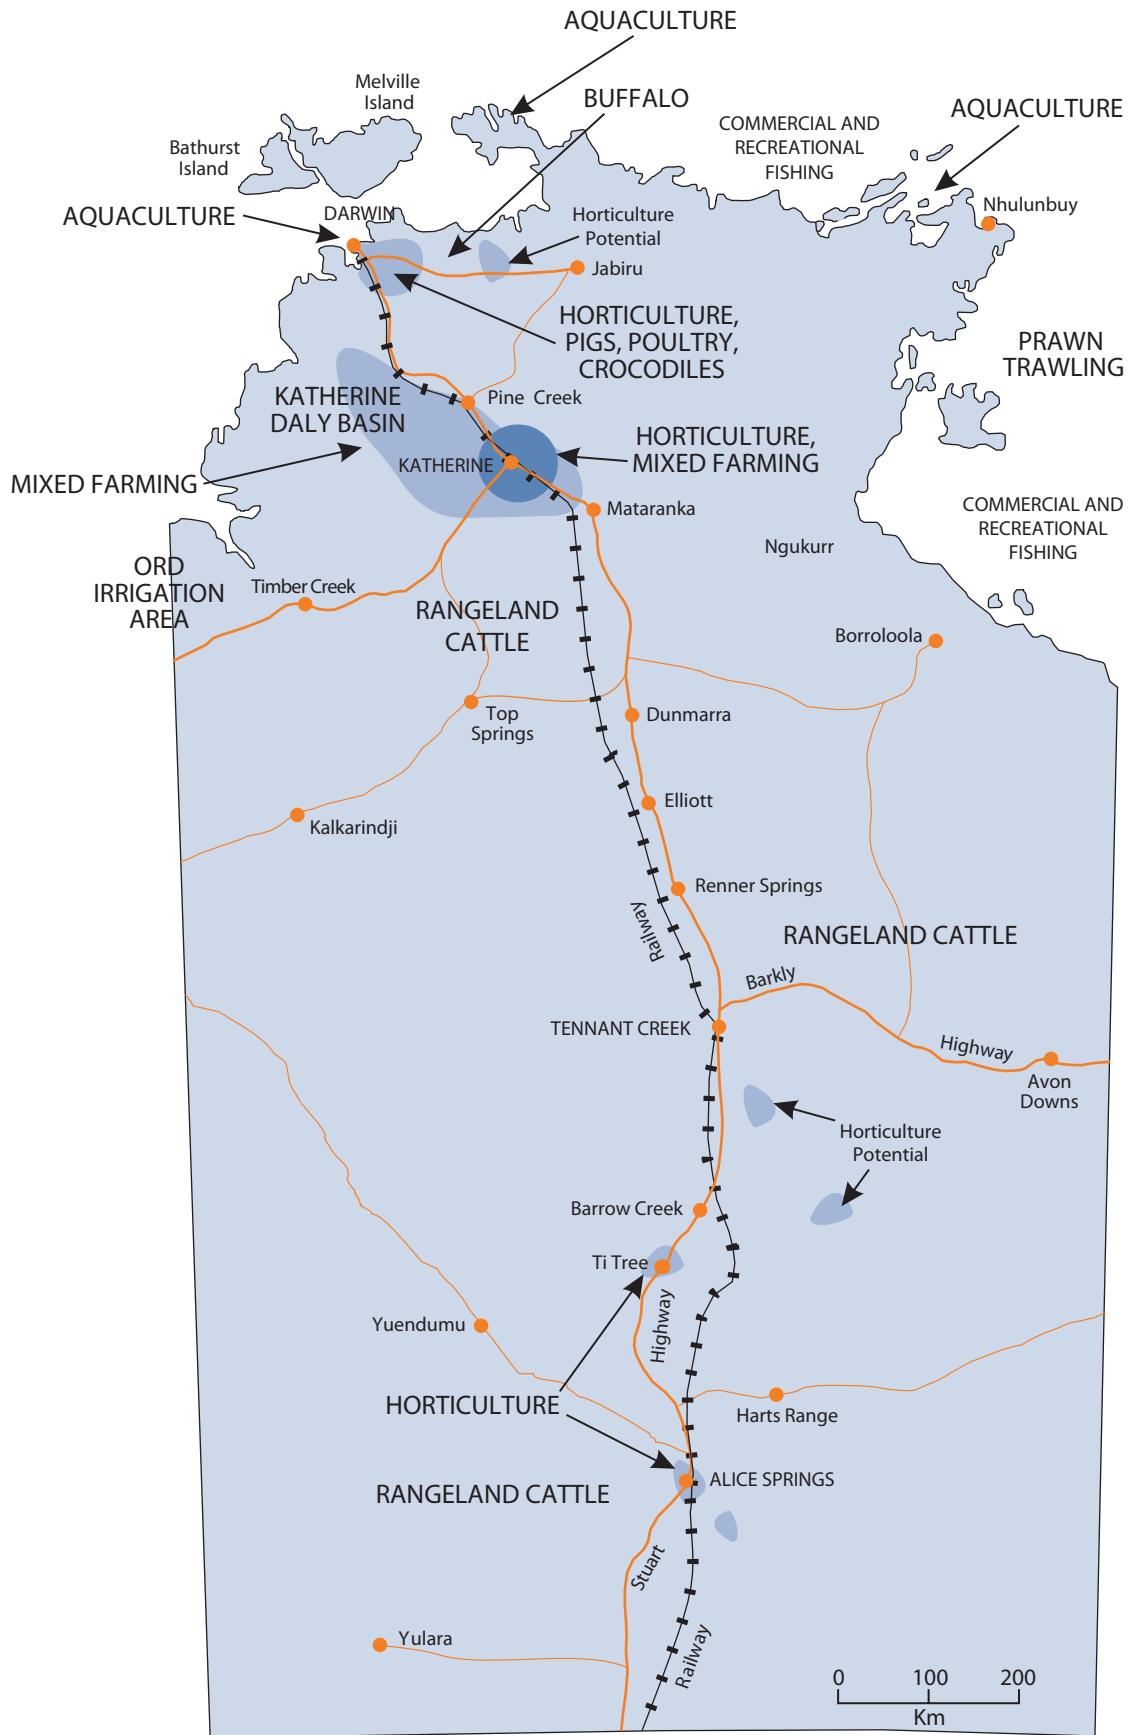 AQUACULTURE
Melville
Island
BUFFALO
AQUACULTURE
COMMERCIAL AND
RECREATIONAL
FISHING
Bathurst
Island
AQUACULTURE
DARWIN
Horticulture
Potential
Nhulunbuy
Jabiru
HORTICULTURE,
PIGS, POULTRY,
CROCODILES
PRAWN
TRAWLING
KATHERINE
DALY BASIN
Pine Creek
HORTICULTURE,
MIXED FARMING
KATHERINE
MIXED FARMING
Mataranka
COMMERCIAL AND
RECREATIONAL
FISHING
Ngukurr
ORD
IRRIGATION
AREA
Timber Creek
RANGELAND
CATTLE
Borroloola
Top
Springs
Dunmarra
Elliott
Kalkarindji
Renner Springs
Railway
RANGELAND CATTLE
Barkly
TENNANT CREEK
Highway
Avon
Downs
Horticulture
Potential
Barrow Creek
Ti Tree
Highway
Yuendumu
HORTICULTURE
Harts Range
ALICE SPRINGS
RANGELAND CATTLE
Stuart
Yulara
Railway
0 100 200
Km